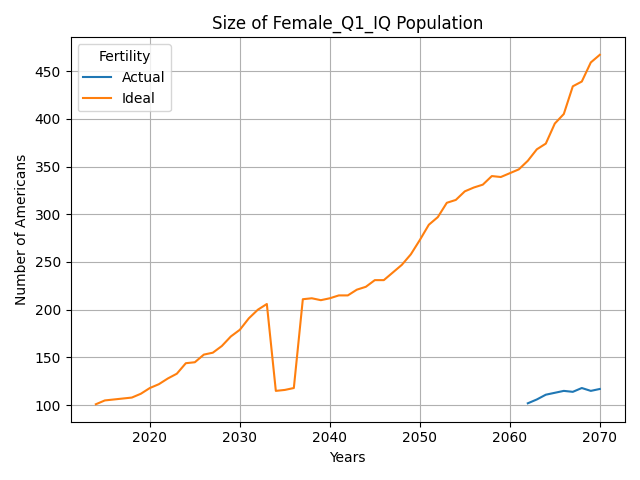 Size of Female_Q1_IQ Population
Fertility
Actual
Ideal
Number of Americans
450
400
350
300
250
200
150
100
2020 2030 2040 2050 2060 2070
Years